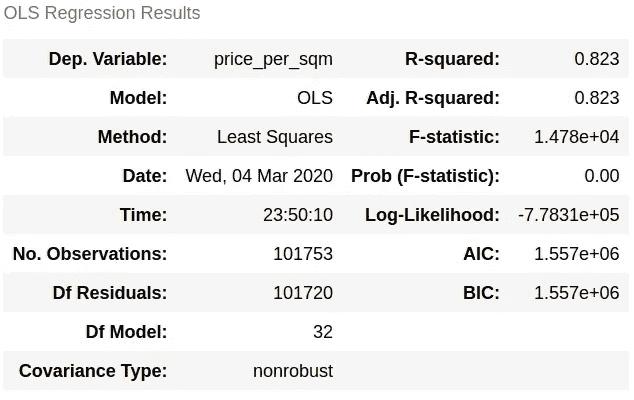 OLS Regression Results
Dep. Variable: price_per_sqm R-squared: 0.823
Model: OLS Adj. R-squared: 0.823
Method: Least Squares F-statistic: 1.478e+04
Date: Wed, 04 Mar 2020 Prob (F-statistic): 0.00
Time: 23:50:10 Log-Likelihood: -7.7831e+05
No. Observations: 101753 AIC: 1.557e+06
Df Residuals: 101720 BIC: 1.557e+06
Df Model: 32
Covariance Type: nonrobust